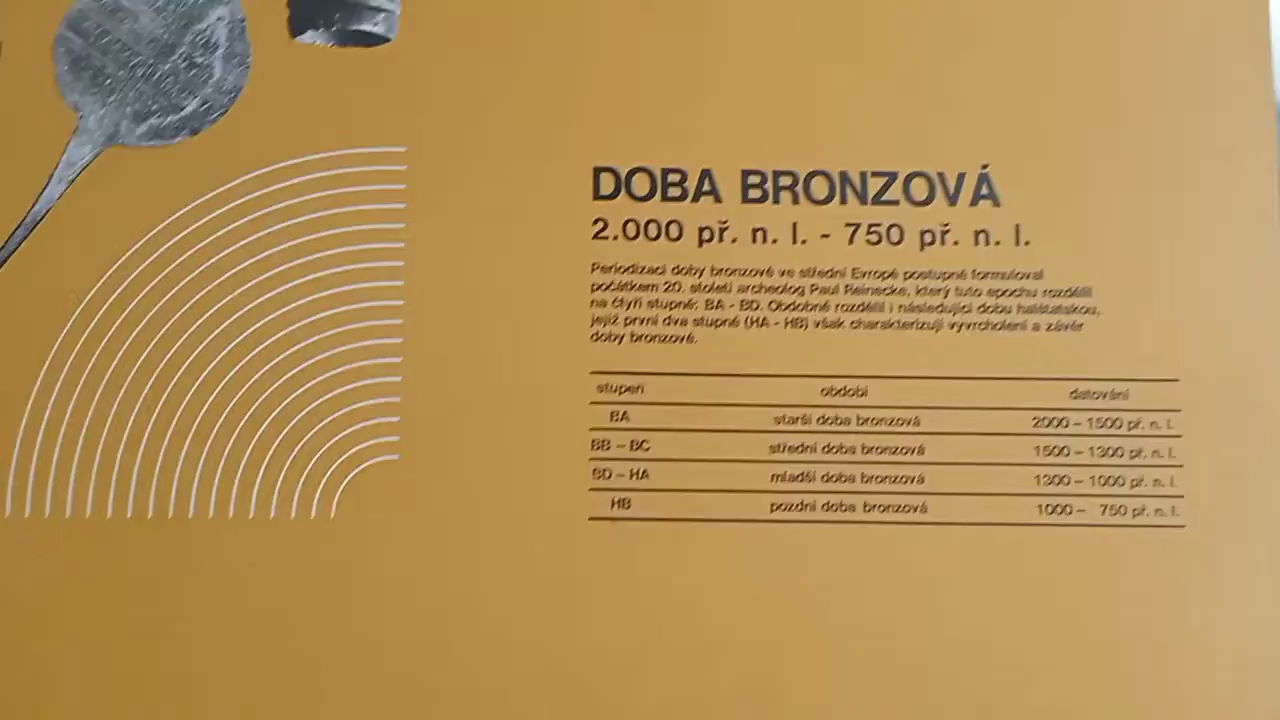 DOBA BRONZOVÁ
2.000 př. n. l. - 750 př. n. l.
Periodizaci doby bronzové ve střední Evropě postupně formuloval
počátkem 20. století archeolog Paul Reinecke, který tuto epochu rozdělil
na čtyři stupně: BA - BD. Obdobně rozdělil i následující dobu halštatskou,
jejíž první dva stupně (HA - HB) však charakterizují vyvrcholení a závěr
doby bronzové.
stupeň období datování
BA starší doba bronzová 2000 – 1500 př. n. l.
BB – BC střední doba bronzová 1500 – 1300 př. n. l.
BD – HA mladší doba bronzová 1300 – 1000 př. n. l.
HB pozdní doba bronzová 1000 – 750 př. n. l.